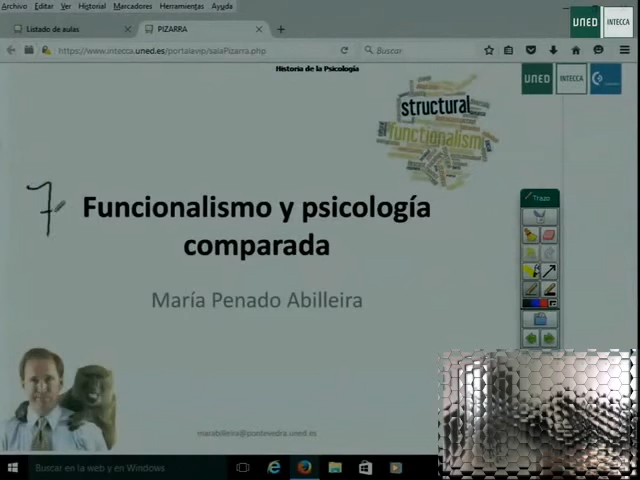 Archivo Editar Ver Historial Marcadores Herramientas Ayuda
UNED INTECCA
Listado de aulas
PIZARRA
https://www.intecca.uned.es/portalavip/salaPizarra.php
Buscar
Historia de la Psicología
UNED INTECCA
structural
functionalism
Trazo
7
Funcionalismo y psicología
comparada
María Penado Abilleira
marabilleira@pontevedra.uned.es
Buscar en la web y en Windows